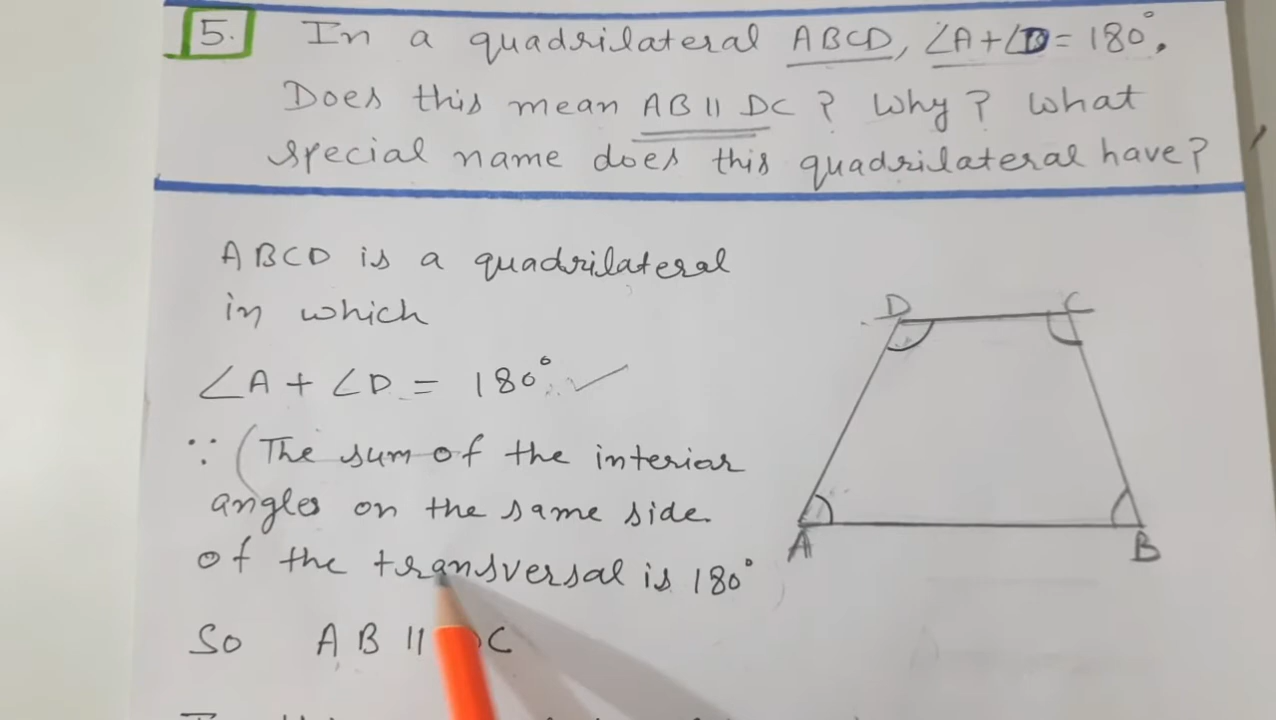 5. In a quadrilateral ABCD, ∠A+∠D = 180°.
Does this mean AB || DC ? Why ? What
special name does this quadrilateral have?
ABCD is a quadrilateral
in which
∠A + ∠D = 180° ✓
∵ (The sum of the interior
angles on the same side
of the transversal is 180°
So AB || DC
D C
A B